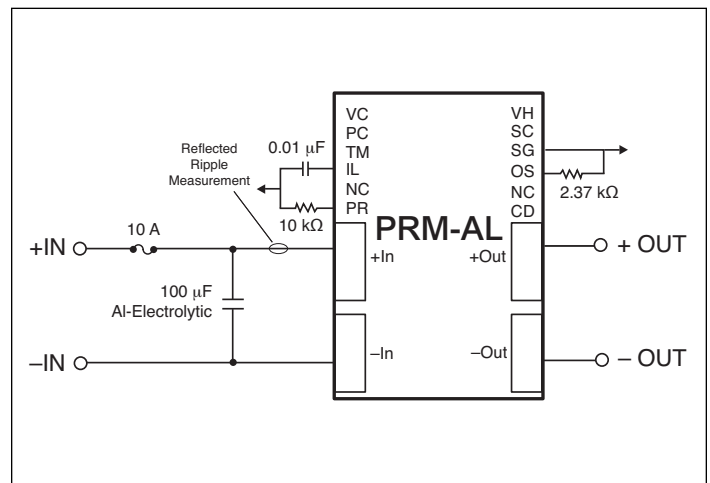 VC
PC
TM
IL
NC
PR
VH
SC
SG
OS
NC
CD
0.01 µF
10 kΩ
2.37 kΩ
Reflected
Ripple
Measurement
PRM-AL
10 A
+IN
+In
+Out
+ OUT
100 µF
Al-Electrolytic
–IN
–In
–Out
– OUT